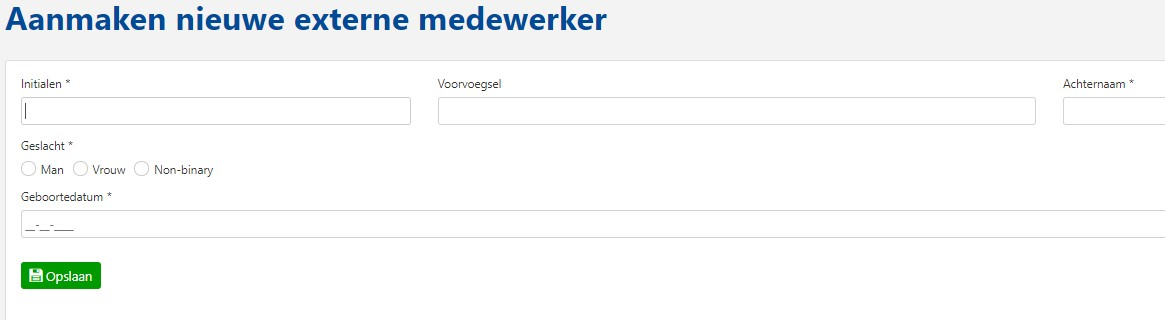 Aanmaken nieuwe externe medewerker
Initialen * Voorvoegsel Achternaam *
Geslacht *
Man Vrouw Non-binary
Geboortedatum *
__-__-____
Opslaan